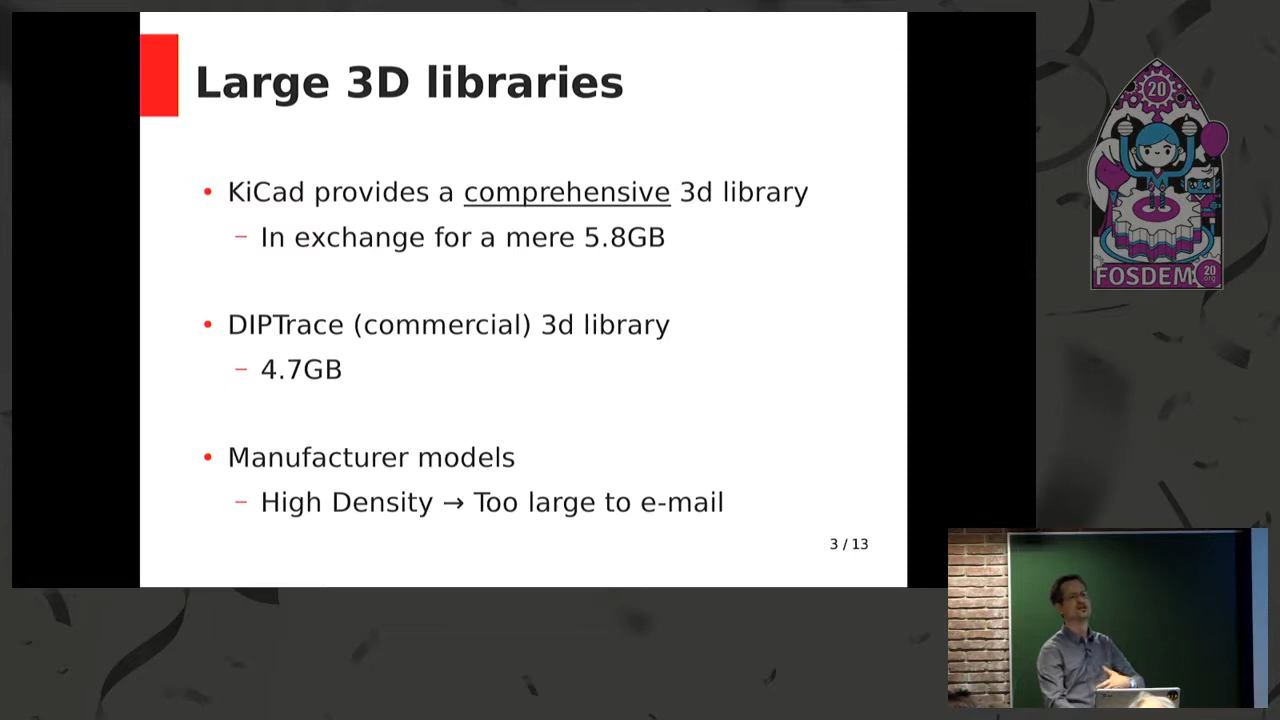 Large 3D libraries
• KiCad provides a comprehensive 3d library
– In exchange for a mere 5.8GB
• DIPTrace (commercial) 3d library
– 4.7GB
• Manufacturer models
– High Density → Too large to e-mail
3 / 13
20
FOSDEM
20
.org